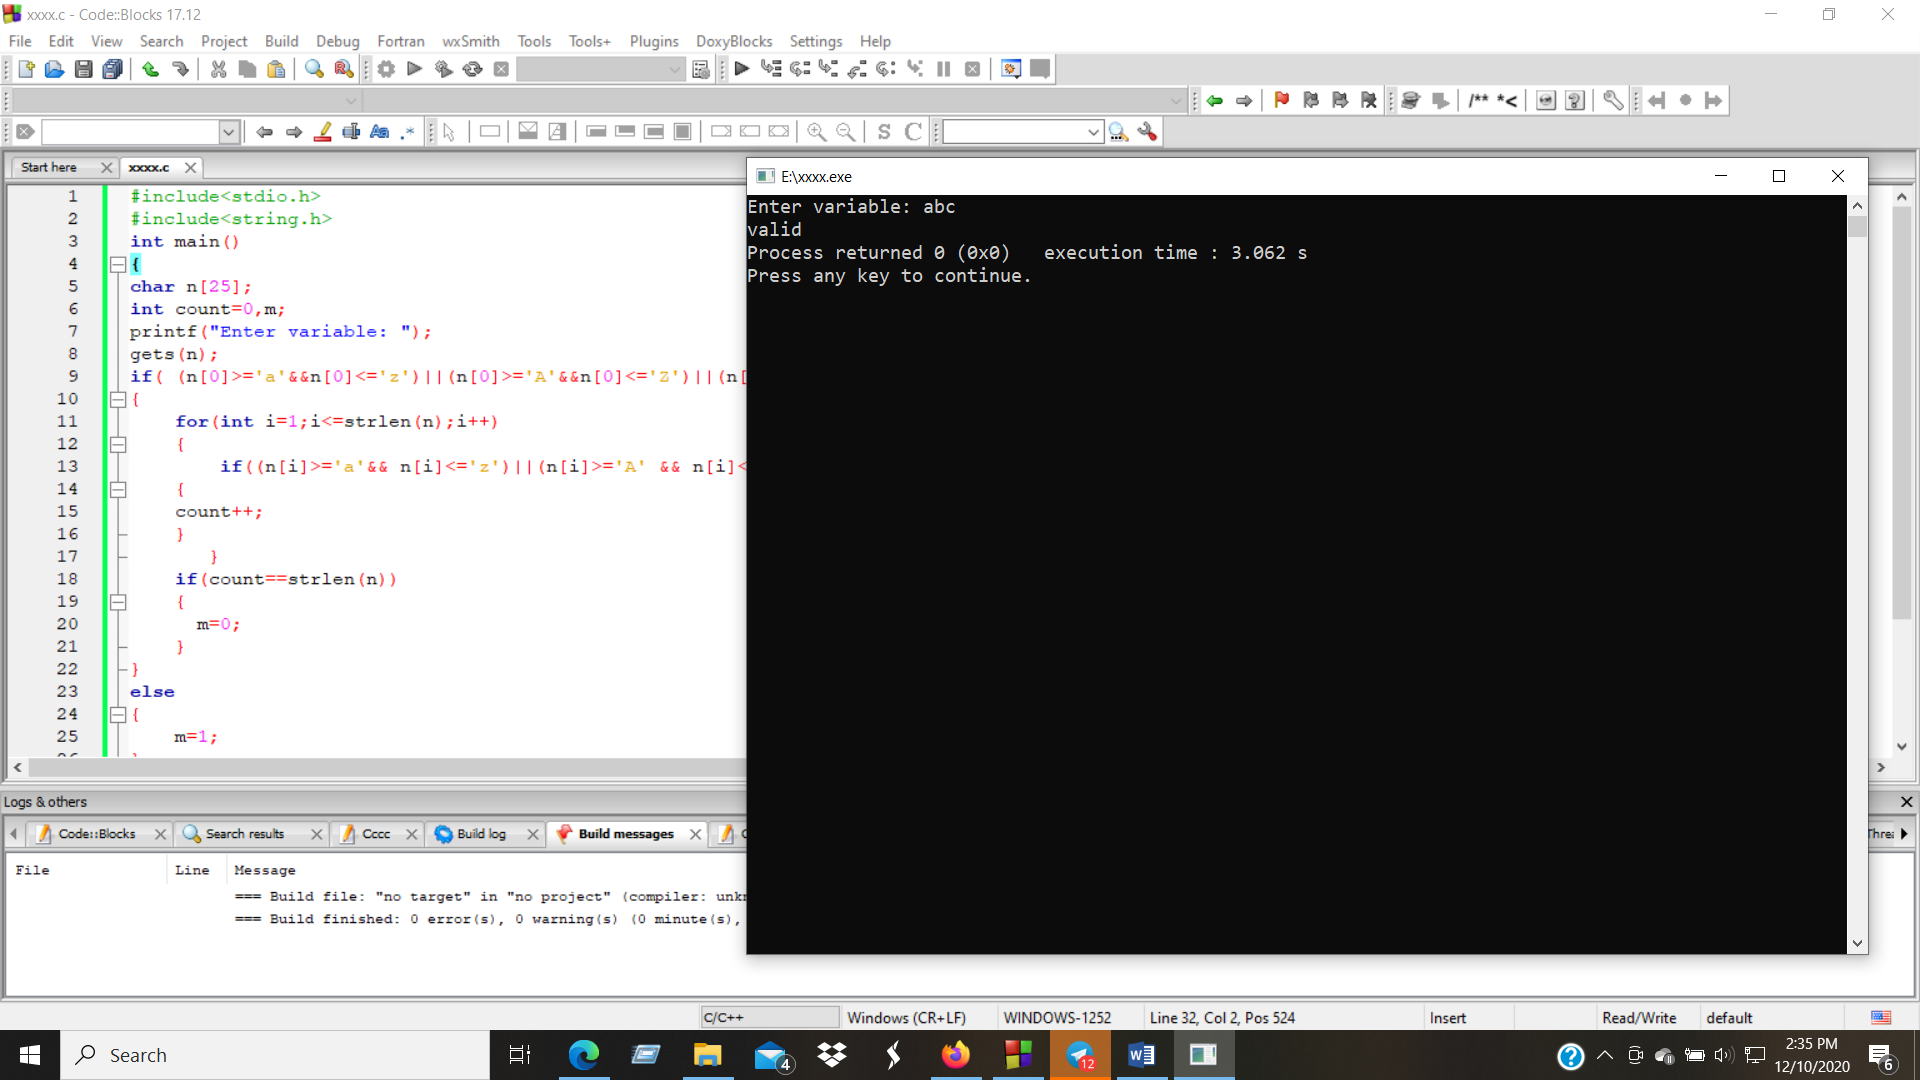 xxxx.c - Code::Blocks 17.12
File Edit View Search Project Build Debug Fortran wxSmith Tools Tools+ Plugins DoxyBlocks Settings Help
/** *<
Start here xxxx.c
1 #include<stdio.h>
2 #include<string.h>
3 int main()
4 {
5 char n[25];
6 int count=0,m;
7 printf("Enter variable: ");
8 gets(n);
9 if( (n[0]>='a'&&n[0]<='z')||(n[0]>='A'&&n[0]<='Z')||(n[
10 {
11 for(int i=1;i<=strlen(n);i++)
12 {
13 if((n[i]>='a'&& n[i]<='z')||(n[i]>='A' && n[i]<
14 {
15 count++;
16 }
17 }
18 if(count==strlen(n))
19 {
20 m=0;
21 }
22 }
23 else
24 {
25 m=1;
E:\xxxx.exe
Enter variable: abc
valid
Process returned 0 (0x0) execution time : 3.062 s
Press any key to continue.
Logs & others
Code::Blocks Search results Cccc Build log Build messages
File Line Message
=== Build file: "no target" in "no project" (compiler: unkn
=== Build finished: 0 error(s), 0 warning(s) (0 minute(s),
C/C++ Windows (CR+LF) WINDOWS-1252 Line 32, Col 2, Pos 524 Insert Read/Write default
Search
4
12
2:35 PM
12/10/2020
6